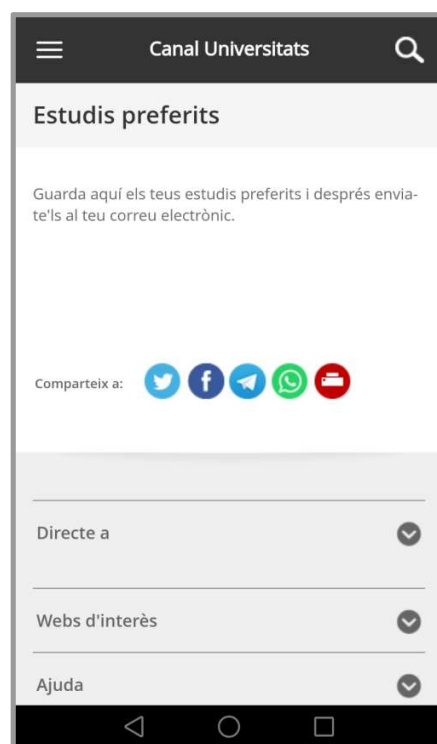 Canal Universitats
Estudis preferits
Guarda aquí els teus estudis preferits i després envia-
te'ls al teu correu electrònic.
Comparteix a:
Directe a
Webs d'interès
Ajuda